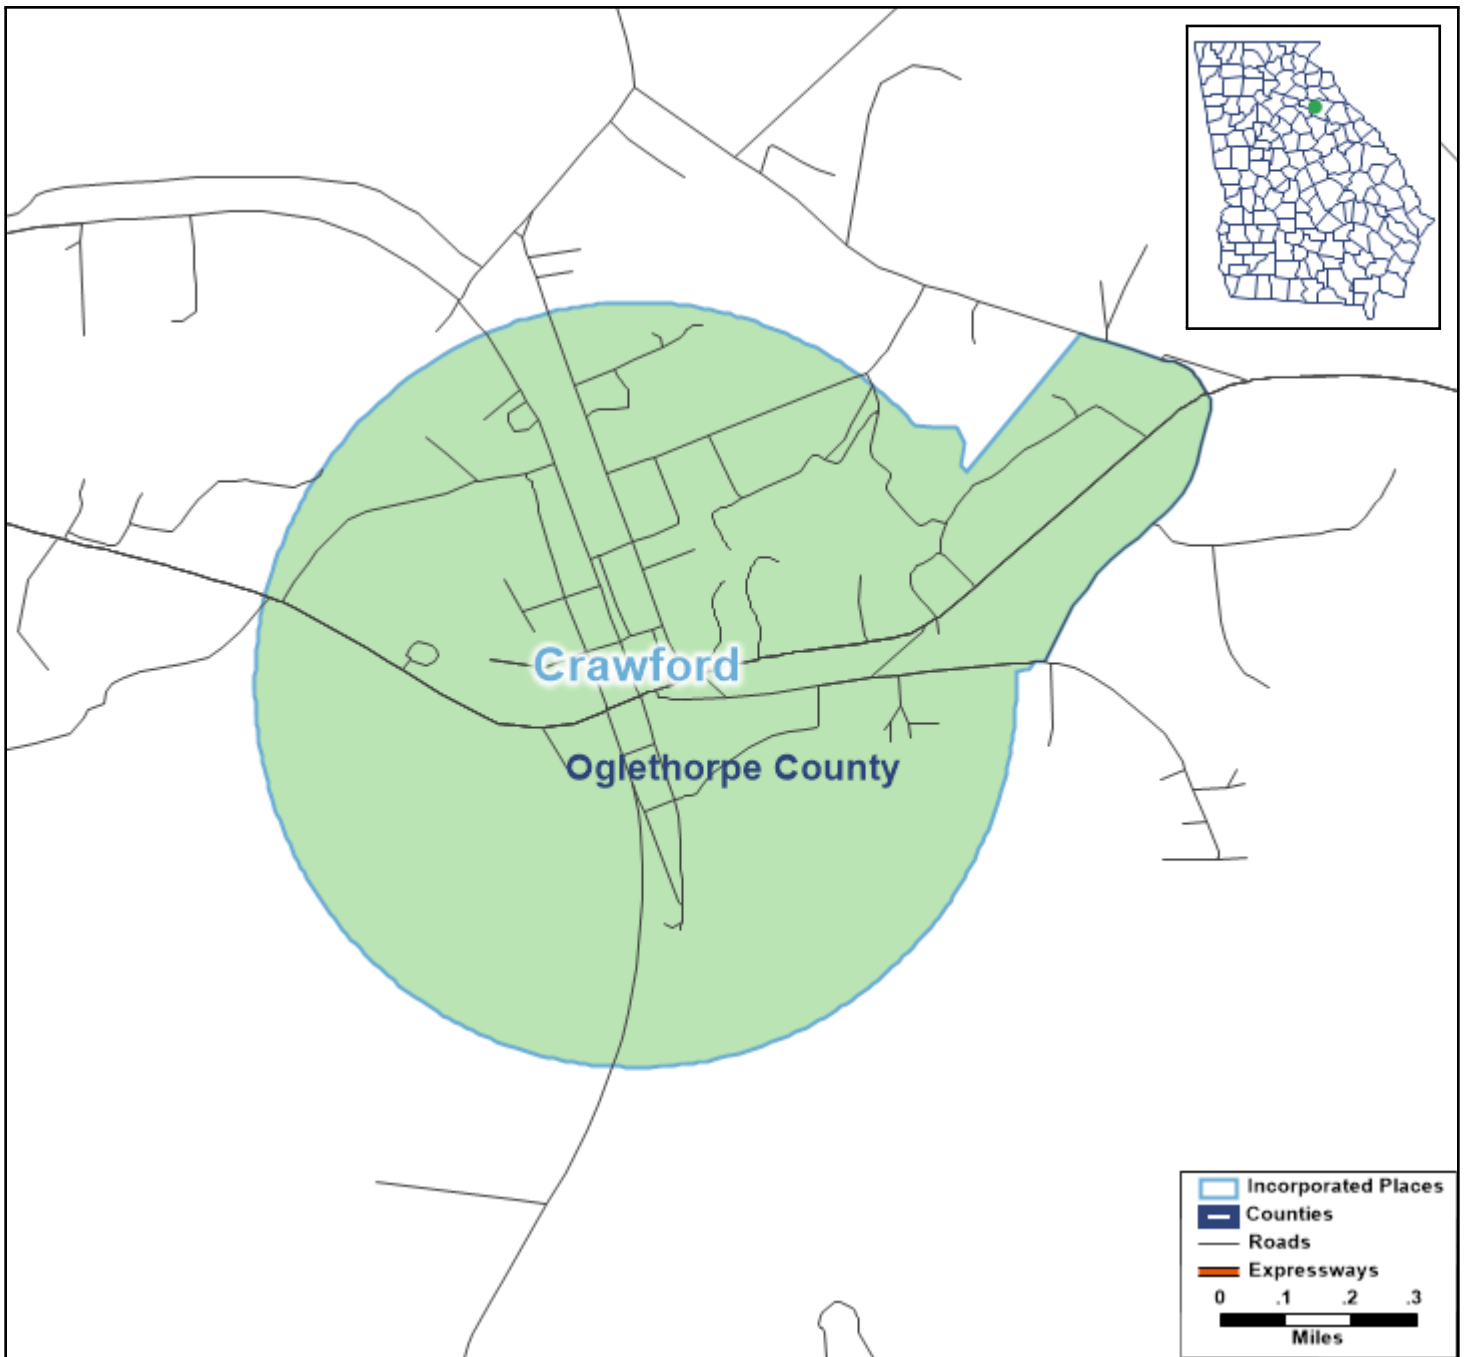 Crawford
Oglethorpe County
Incorporated Places
Counties
Roads
Expressways
0 .1 .2 .3
Miles